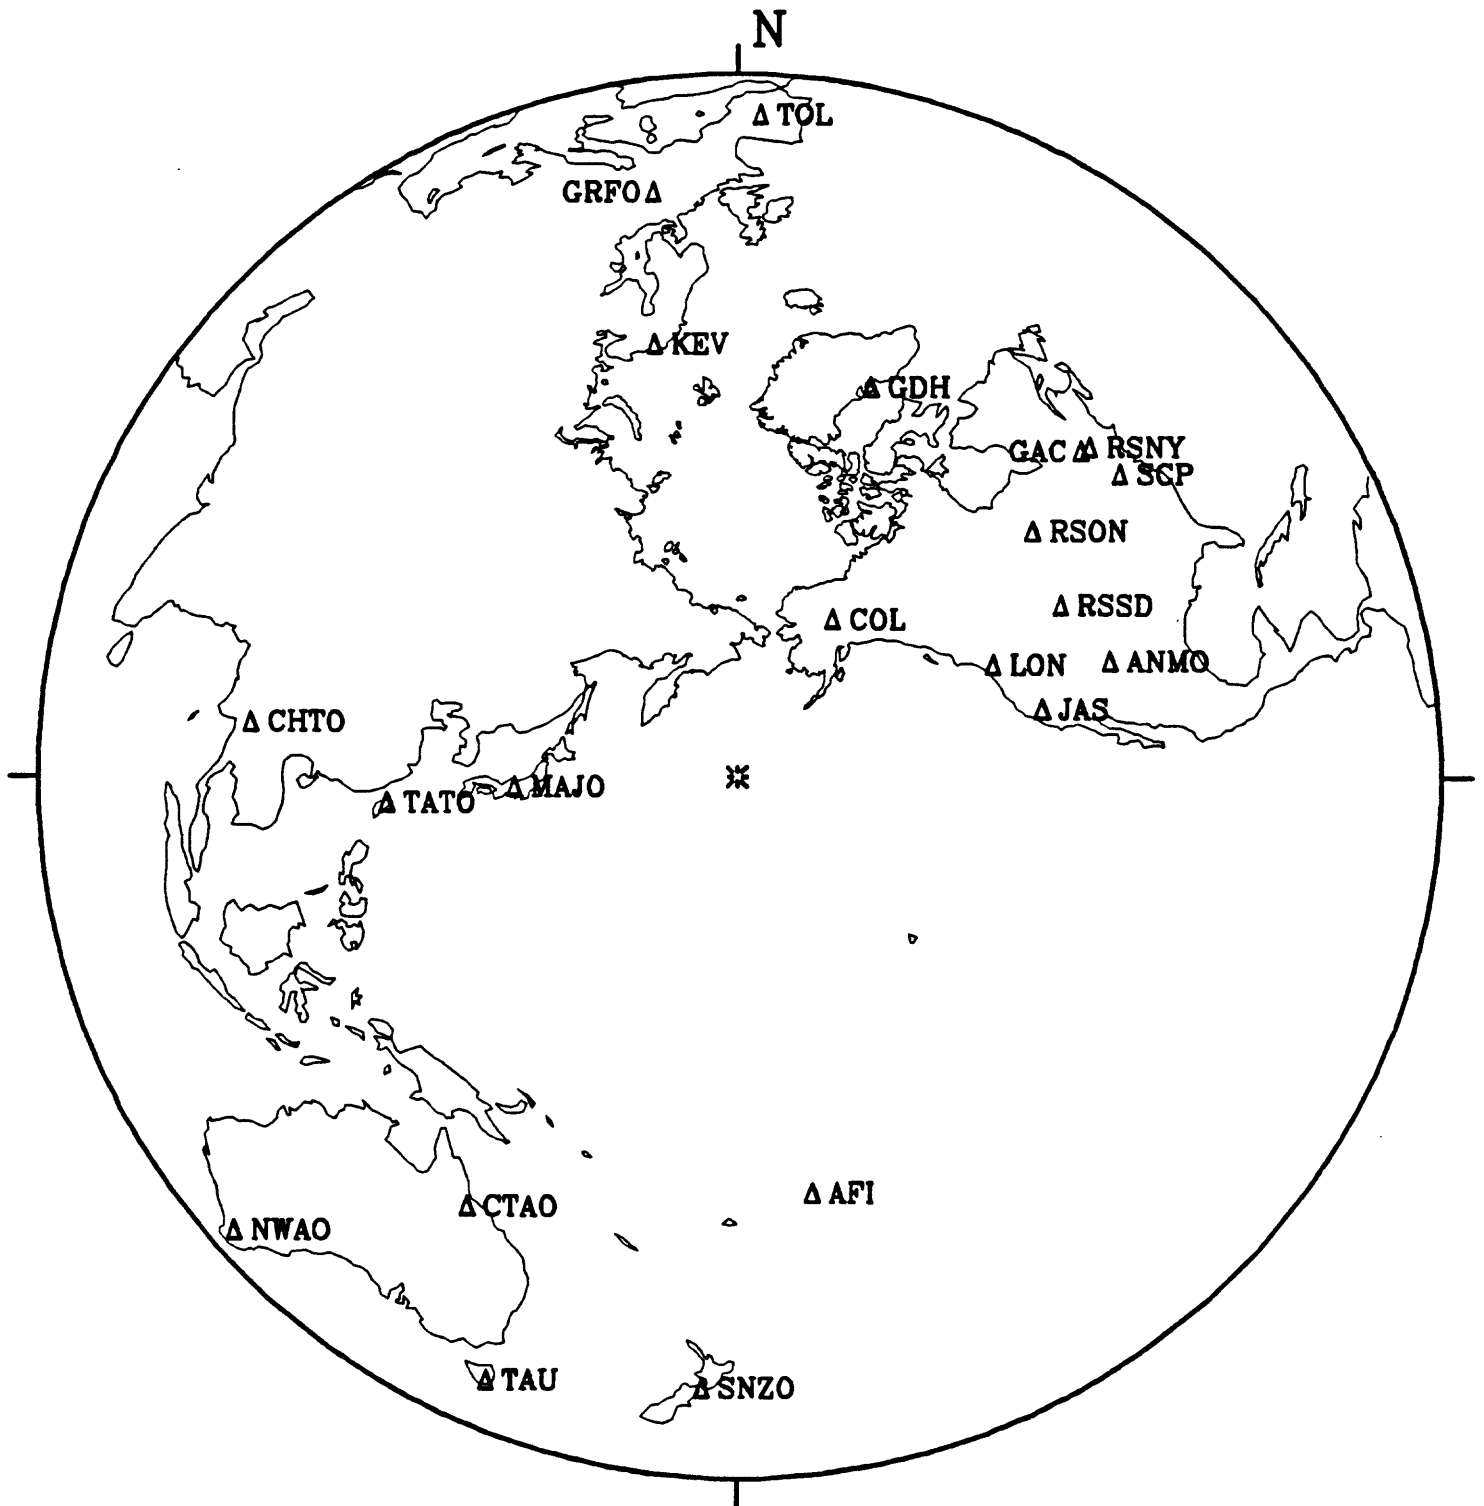 N
TOL
GRFO
KEV
GDH
GAC
RSNY
SCP
RSON
RSSD
COL
LON
ANMO
JAS
CHTO
MAJO
TATO
AFI
CTAO
NWAO
TAU
SNZO